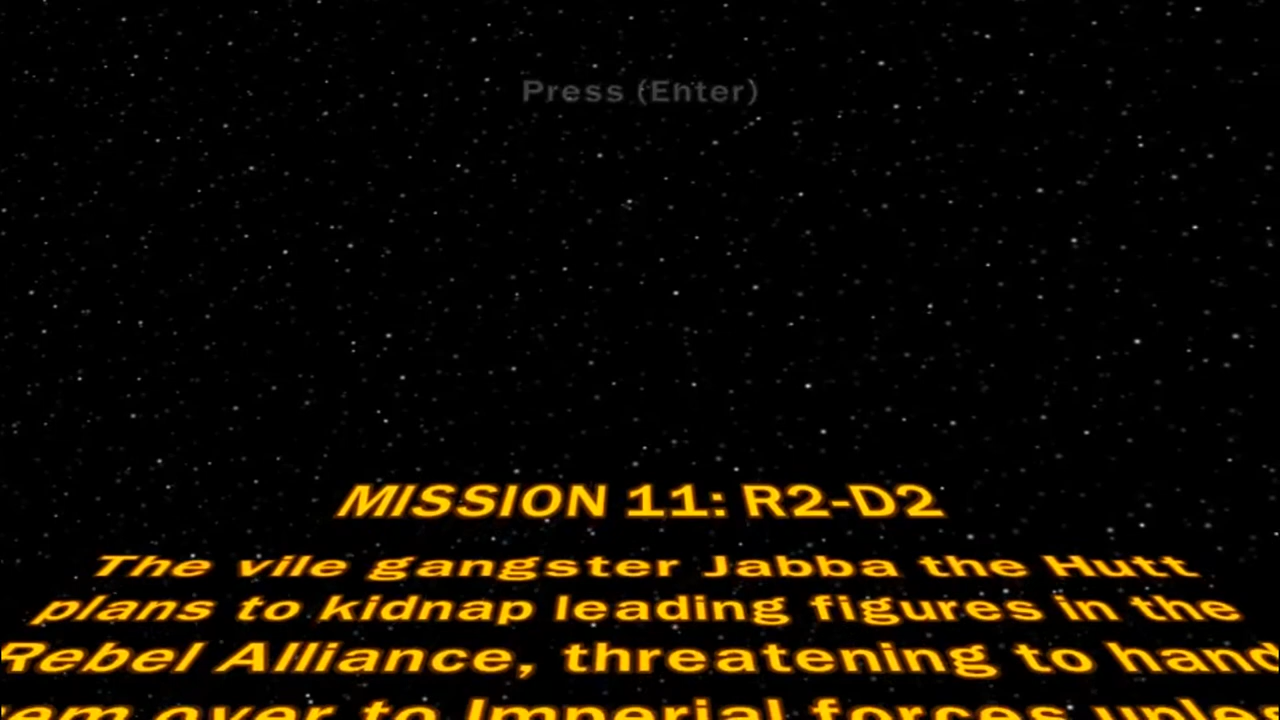 Press (Enter)
MISSION 11: R2-D2
The vile gangster Jabba the Hutt
plans to kidnap leading figures in the
Rebel Alliance, threatening to hand
over to Imperial forces